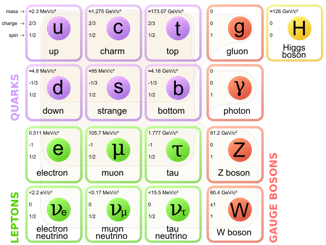 mass → ≈2.3 MeV/c² ≈1.275 GeV/c² ≈173.07 GeV/c² 0 ≈126 GeV/c²
charge → 2/3 2/3 2/3 0 0
spin → 1/2 1/2 1/2 1 0
u c t g H
up charm top gluon Higgs boson
QUARKS
≈4.8 MeV/c² ≈95 MeV/c² ≈4.18 GeV/c² 0
-1/3 -1/3 -1/3 0
1/2 1/2 1/2 1
d s b γ
down strange bottom photon
0.511 MeV/c² 105.7 MeV/c² 1.777 GeV/c² 91.2 GeV/c²
-1 -1 -1 0
1/2 1/2 1/2 1
e μ τ Z
electron muon tau Z boson
LEPTONS
<2.2 eV/c² <0.17 MeV/c² <15.5 MeV/c² 80.4 GeV/c²
0 0 0 ±1
1/2 1/2 1/2 1
νe νμ ντ W
electron neutrino muon neutrino tau neutrino W boson
GAUGE BOSONS